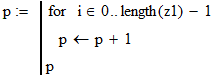 p := for i ∈ 0 .. length(z1) − 1
p ← p + 1
p